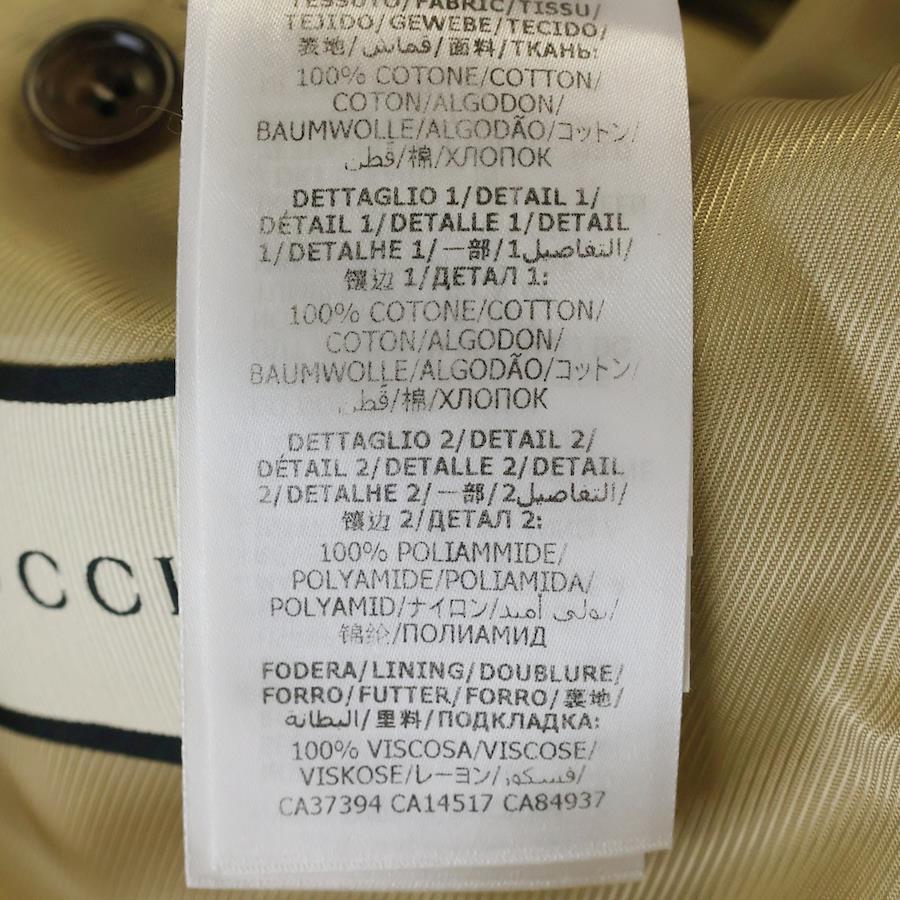 TESSUTO/FABRIC/TISSU/
TEJIDO/GEWEBE/TECIDO/
裏地/قماش/面料/ТКАНЬ:
100% COTONE/COTTON/
COTON/ALGODON/
BAUMWOLLE/ALGODÃO/コットン/
قطن/棉/ХЛОПОК
DETTAGLIO 1/DETAIL 1/
DÉTAIL 1/DETALLE 1/DETAIL
1/DETALHE 1/一部/1التفاصيل/
镶边 1/ДЕТАЛ 1:
100% COTONE/COTTON/
COTON/ALGODON/
BAUMWOLLE/ALGODÃO/コットン/
قطن/棉/ХЛОПОК
DETTAGLIO 2/DETAIL 2/
DÉTAIL 2/DETALLE 2/DETAIL
2/DETALHE 2/一部/2التفاصيل/
镶边 2/ДЕТАЛ 2:
100% POLIAMMIDE/
POLYAMIDE/POLIAMIDA/
POLYAMID/ナイロン/بولي أميد/
锦纶/ПОЛИАМИД
FODERA/LINING/DOUBLURE/
FORRO/FUTTER/FORRO/裏地/
البطانة/里料/ПОДКЛАДКА:
100% VISCOSA/VISCOSE/
VISKOSE/レーヨン/فسكوز/
CA37394 CA14517 CA84937
UCCI